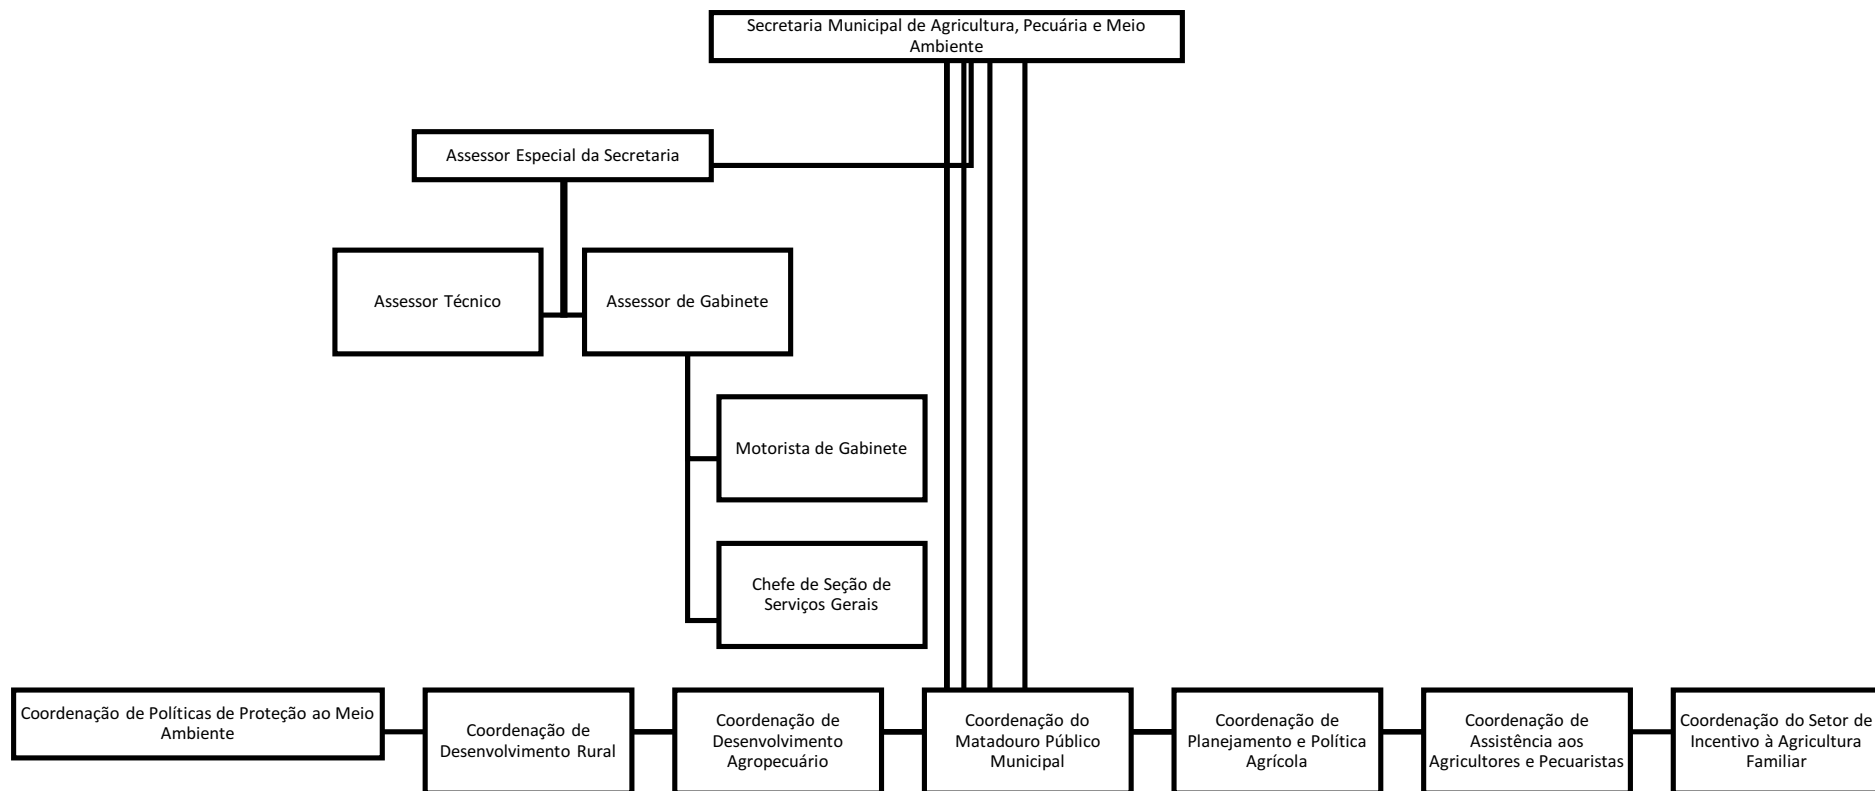 Secretaria Municipal de Agricultura, Pecuária e Meio
Ambiente
Assessor Especial da Secretaria
Assessor Técnico
Assessor de Gabinete
Motorista de Gabinete
Chefe de Seção de
Serviços Gerais
Coordenação de Políticas de Proteção ao Meio
Ambiente
Coordenação de
Desenvolvimento Rural
Coordenação de
Desenvolvimento
Agropecuário
Coordenação do
Matadouro Público
Municipal
Coordenação de
Planejamento e Política
Agrícola
Coordenação de
Assistência aos
Agricultores e Pecuaristas
Coordenação do Setor de
Incentivo à Agricultura
Familiar